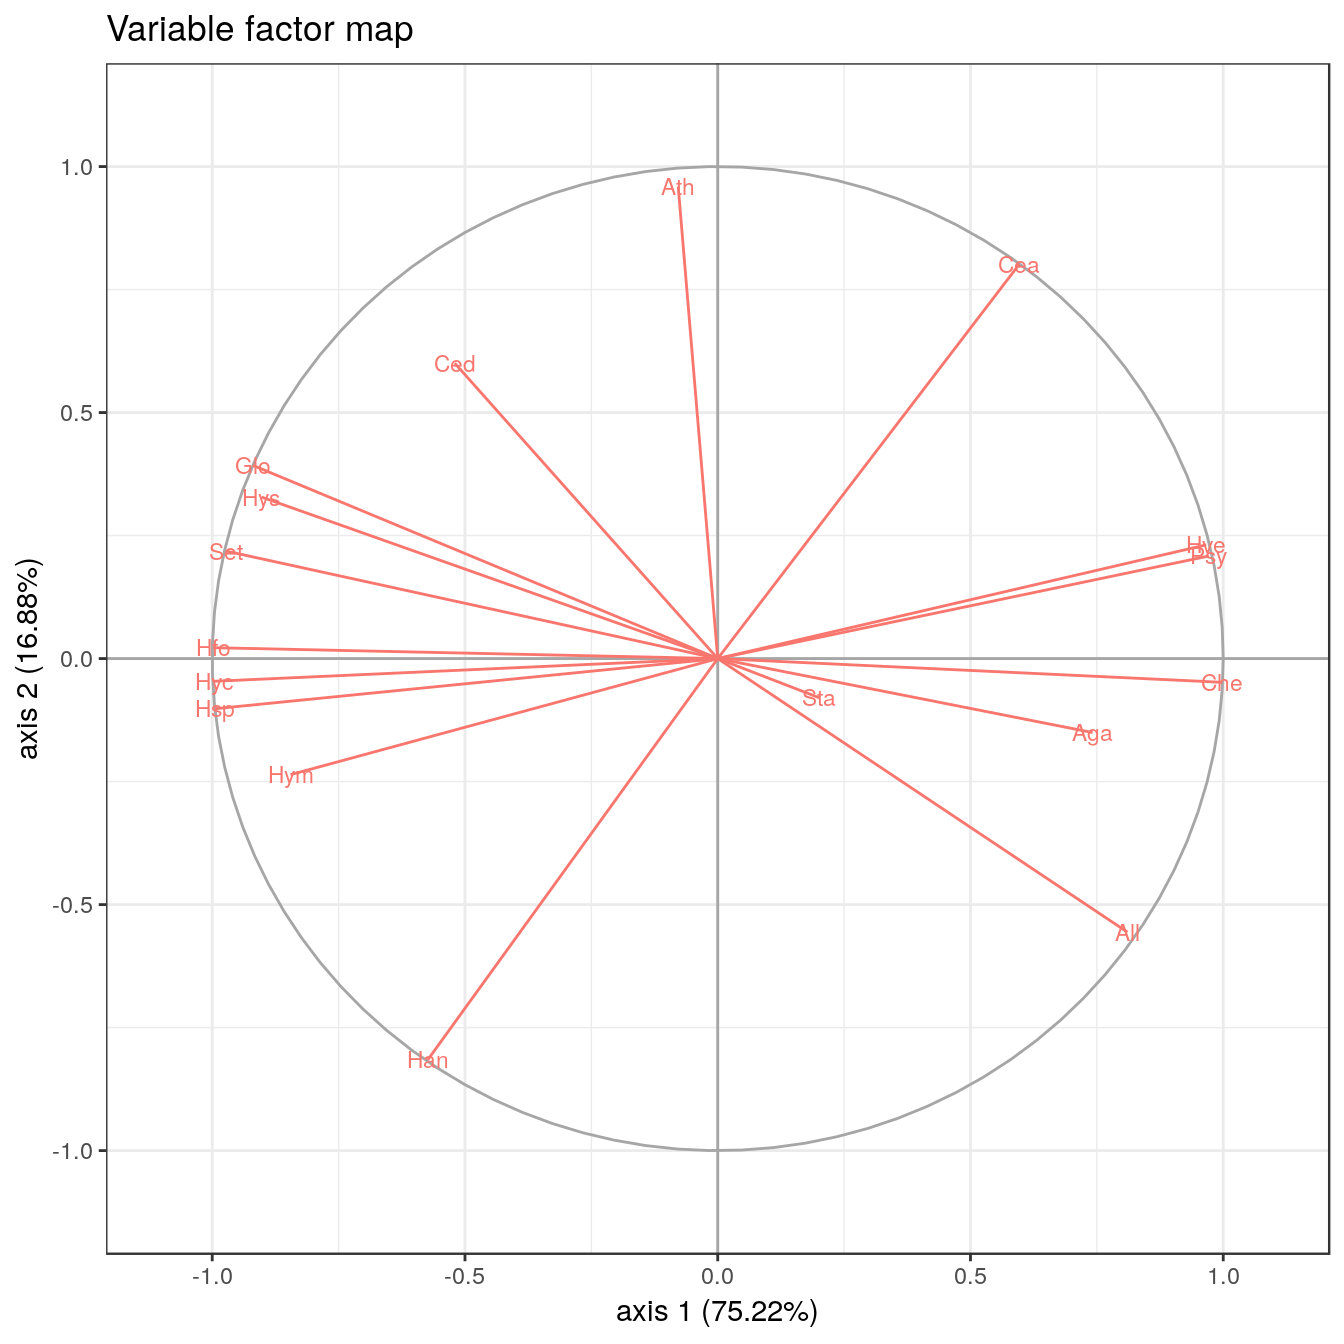 Variable factor map
1.0
0.5
0.0
-0.5
-1.0
axis 2 (16.88%)
Ath
Coa
Ced
Glo
Hys
Hye
Psy
Set
Hfo
Hyc
Che
Sta
Hsp
Aga
Hym
All
Han
-1.0
-0.5
0.0
0.5
1.0
axis 1 (75.22%)